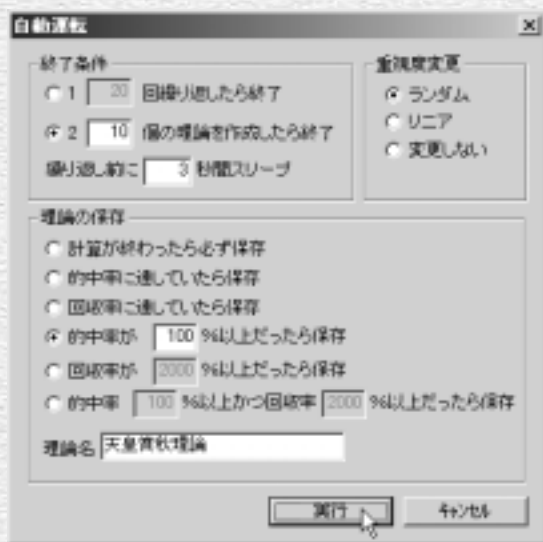 自動運転
終了条件
1 20 回繰り返したら終了
2 10 個の理論を作成したら終了
繰り返し前に 3 秒間スリープ
重視度変更
ランダム
リニア
変更しない
理論の保存
計算が終わったら必ず保存
的中率に達していたら保存
回収率に達していたら保存
的中率が 100 %以上だったら保存
回収率が 2000 %以上だったら保存
的中率 100 %以上かつ回収率 2000 %以上だったら保存
理論名 天皇賞秋理論
実行 キャンセル